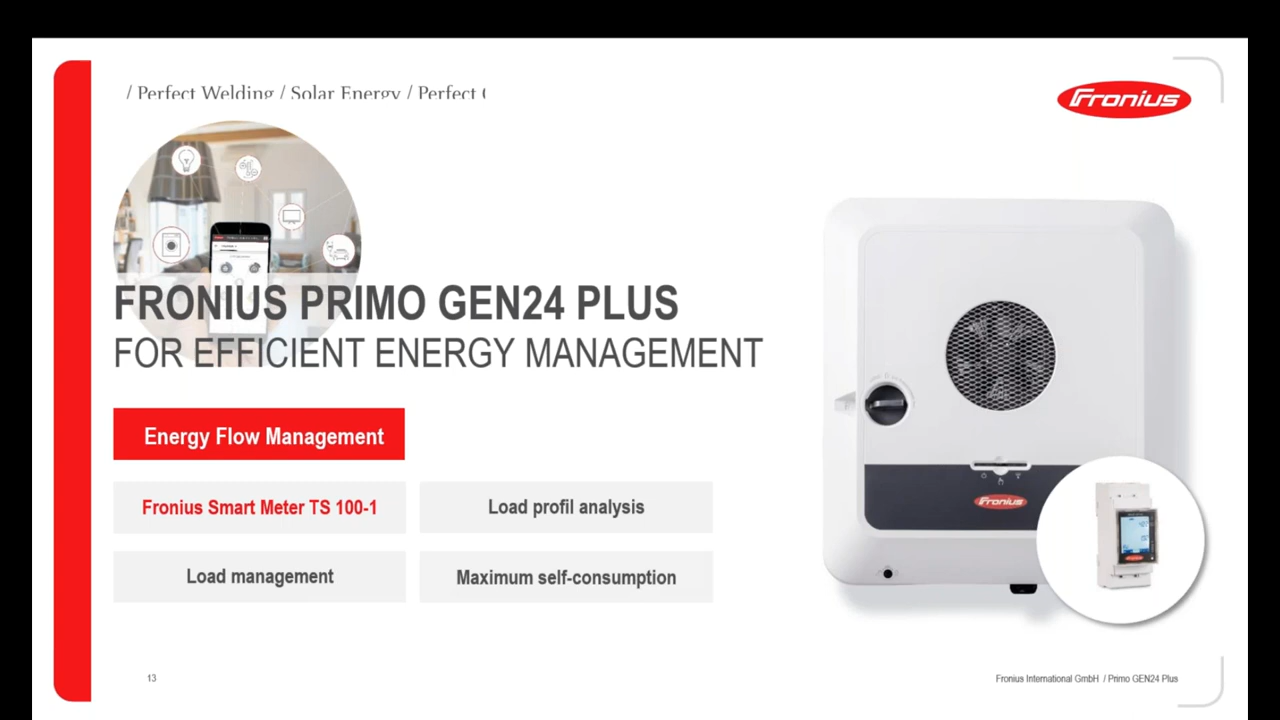 / Perfect Welding / Solar Energy / Perfect
Fronius
FRONIUS PRIMO GEN24 PLUS
FOR EFFICIENT ENERGY MANAGEMENT
Energy Flow Management
Fronius Smart Meter TS 100-1
Load profil analysis
Load management
Maximum self-consumption
Fronius
13
Fronius International GmbH / Primo GEN24 Plus